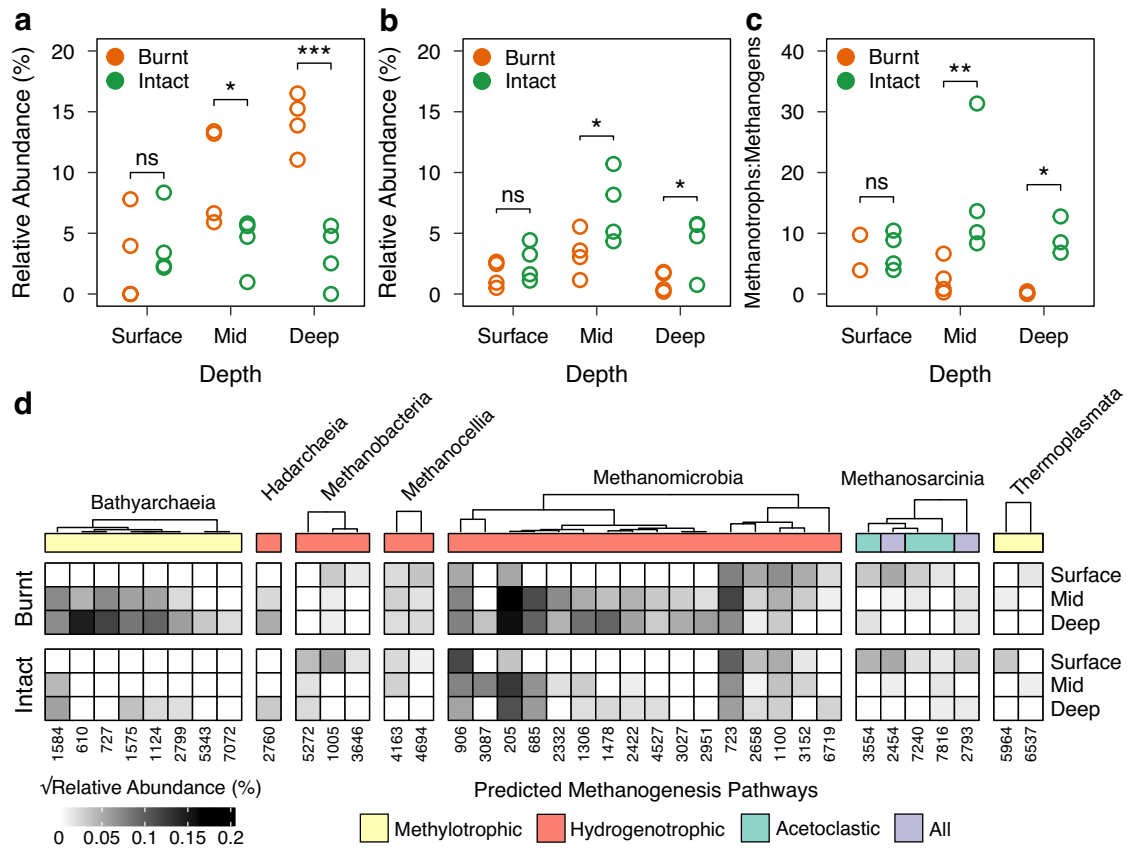 a
Relative Abundance (%)
20
15
10
5
0
Burnt
Intact
ns
*
***
Surface
Mid
Deep
Depth
b
Relative Abundance (%)
20
15
10
5
0
Burnt
Intact
ns
*
*
Surface
Mid
Deep
Depth
c
Methanotrophs:Methanogens
40
30
20
10
0
Burnt
Intact
ns
**
*
Surface
Mid
Deep
Depth
d
Bathyarchaeia
Hadarchaeia
Methanobacteria
Methanocellia
Methanomicrobia
Methanosarcinia
Thermoplasmata
Burnt
Surface
Mid
Deep
Intact
Surface
Mid
Deep
1584 610 727 1575 1124 2799 5343 7072 2760 5272 1005 3646 4163 4694 906 3087 205 685 2332 1306 1478 2422 4527 3027 2951 723 2658 1100 3152 6719 3554 2454 7240 7816 2793 5964 6537
√Relative Abundance (%)
0 0.05 0.1 0.15 0.2
Predicted Methanogenesis Pathways
Methylotrophic
Hydrogenotrophic
Acetoclastic
All